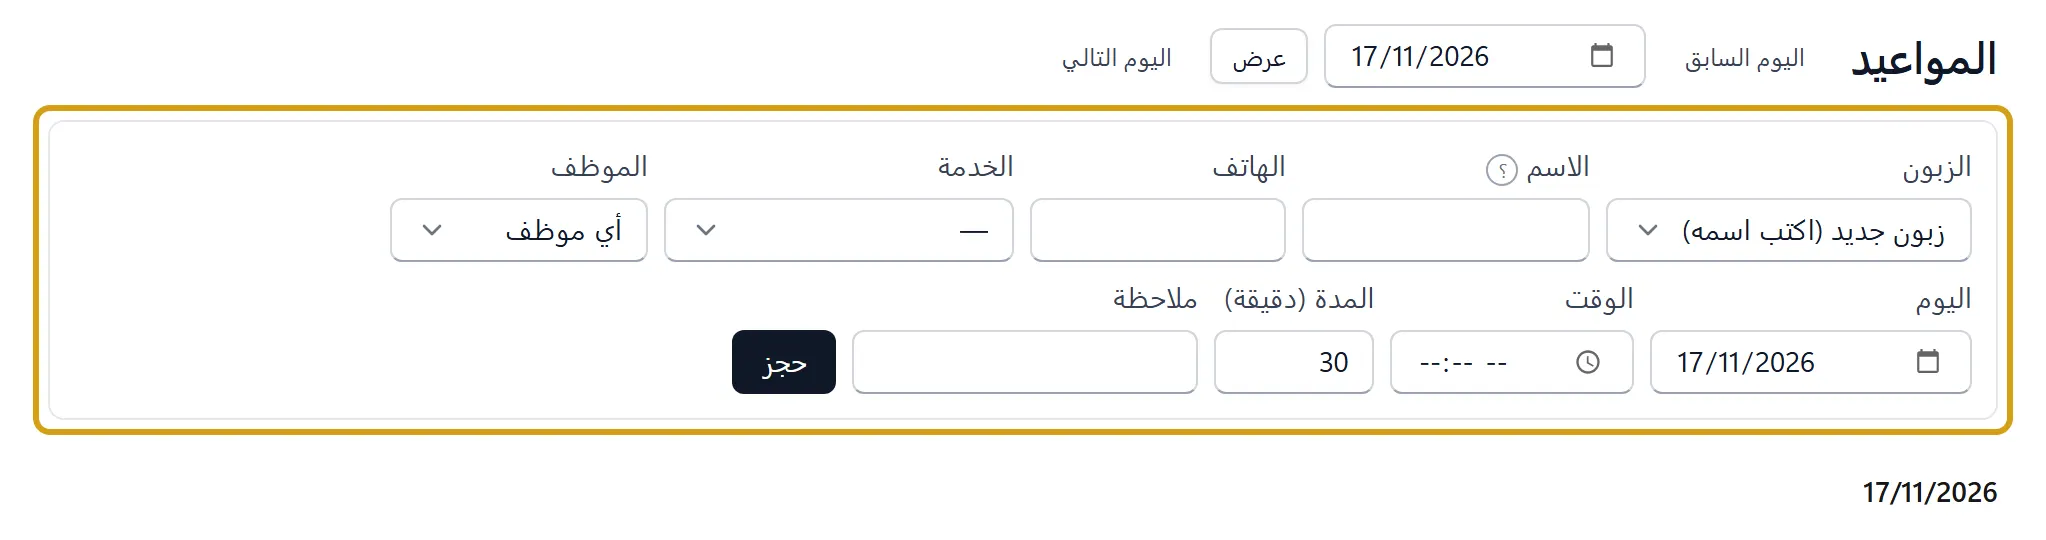 المواعيد
اليوم السابق
17/11/2026
عرض
اليوم التالي
الزبون
الاسم ؟
الهاتف
الخدمة
الموظف
زبون جديد (اكتب اسمه)
—
أي موظف
اليوم
الوقت
المدة (دقيقة)
ملاحظة
17/11/2026
--:-- --
30
حجز
17/11/2026